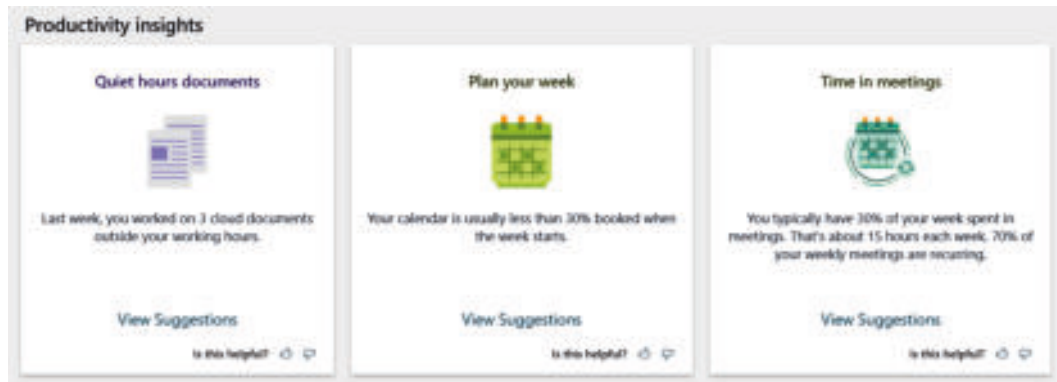 Productivity insights
Quiet hours documents
Last week, you worked on 3 cloud documents
outside your working hours.
View Suggestions
Is this helpful?
Plan your week
Your calendar is usually less than 30% booked when
the week starts.
View Suggestions
Is this helpful?
Time in meetings
You typically have 30% of your week spent in
meetings. That's about 15 hours each week. 70% of
your weekly meetings are recurring.
View Suggestions
Is this helpful?